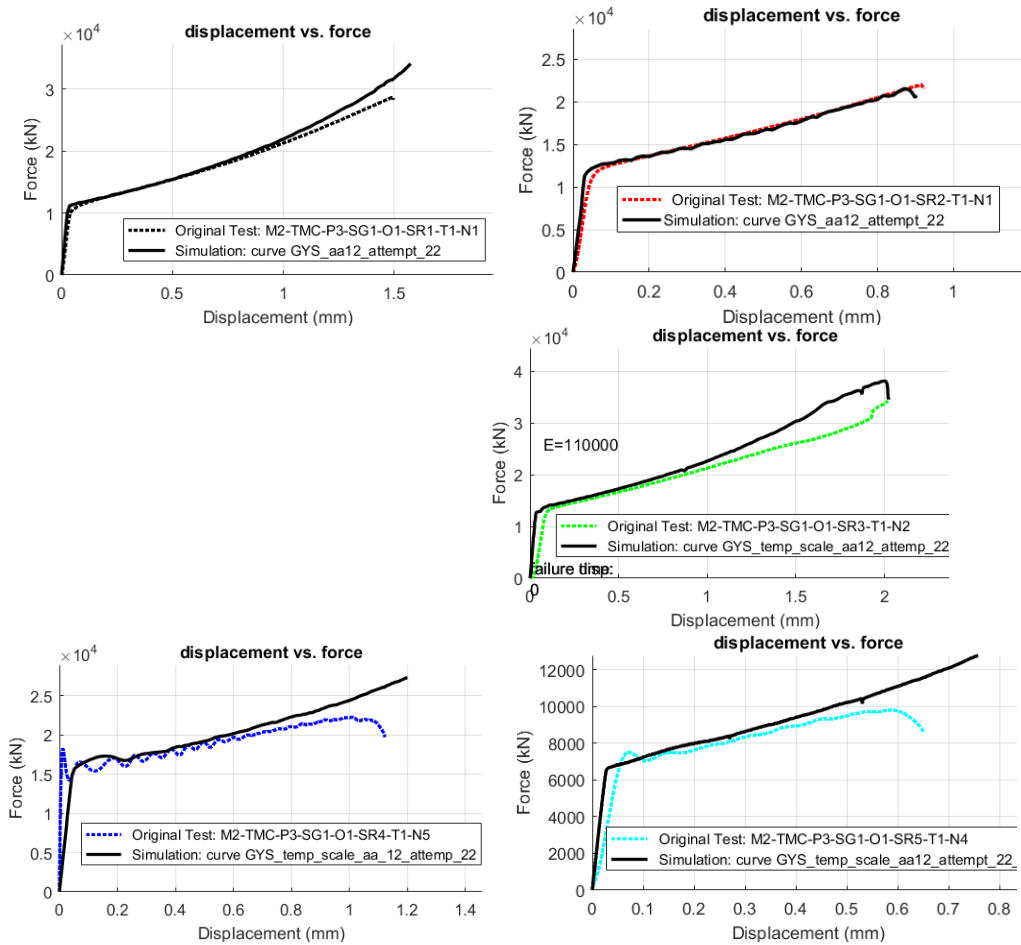 displacement vs. force
×10⁴
3
2
1
0
Force (kN)
0
0.5
1
1.5
Displacement (mm)
Original Test: M2-TMC-P3-SG1-O1-SR1-T1-N1
Simulation: curve GYS_aa12_attempt_22
displacement vs. force
×10⁴
2.5
2
1.5
1
0.5
0
Force (kN)
0
0.2
0.4
0.6
0.8
1
Displacement (mm)
Original Test: M2-TMC-P3-SG1-O1-SR2-T1-N1
Simulation: curve GYS_aa12_attempt_22
displacement vs. force
×10⁴
4
3
2
1
0
Force (kN)
E=110000
Original Test: M2-TMC-P3-SG1-O1-SR3-T1-N2
Simulation: curve GYS_temp_scale_aa12_attemp_22
0
0
0.5
1
1.5
2
Displacement (mm)
displacement vs. force
×10⁴
2.5
2
1.5
1
0.5
0
Force (kN)
0
0.2
0.4
0.6
0.8
1
1.2
1.4
Displacement (mm)
Original Test: M2-TMC-P3-SG1-O1-SR4-T1-N5
Simulation: curve GYS_temp_scale_aa_12_attemp_22
displacement vs. force
12000
10000
8000
6000
4000
2000
0
Force (kN)
0
0.1
0.2
0.3
0.4
0.5
0.6
0.7
0.8
Displacement (mm)
Original Test: M2-TMC-P3-SG1-O1-SR5-T1-N4
Simulation: curve GYS_temp_scale_aa12_attempt_22_